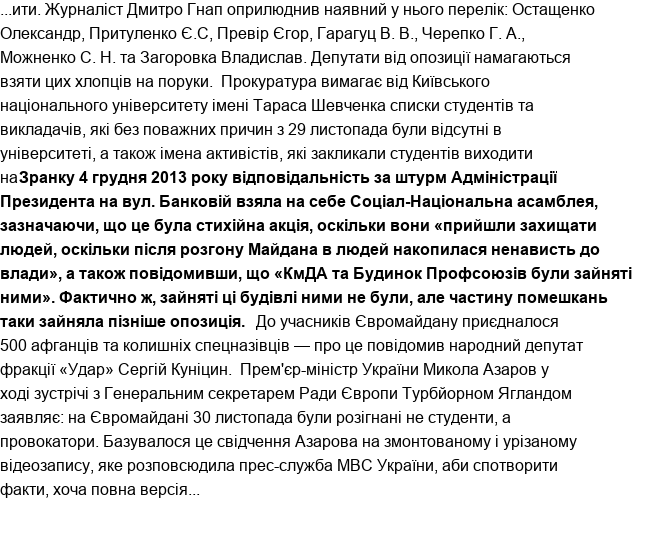 ...ити. Журналіст Дмитро Гнап оприлюднив наявний у нього перелік: Остащенко
Олександр, Притуленко Є.С, Превір Єгор, Гарагуц В. В., Черепко Г. А.,
Можненко С. Н. та Загоровка Владислав. Депутати від опозиції намагаються
взяти цих хлопців на поруки.  Прокуратура вимагає від Київського
національного університету імені Тараса Шевченка списки студентів та
викладачів, які без поважних причин з 29 листопада були відсутні в
університеті, а також імена активістів, які закликали студентів виходити
наЗранку 4 грудня 2013 року відповідальність за штурм Адміністрації
Президента на вул. Банковій взяла на себе Соціал-Національна асамблея,
зазначаючи, що це була стихійна акція, оскільки вони «прийшли захищати
людей, оскільки після розгону Майдана в людей накопилася ненависть до
влади», а також повідомивши, що «КмДА та Будинок Профсоюзів були зайняті
ними». Фактично ж, зайняті ці будівлі ними не були, але частину помешкань
таки зайняла пізніше опозиція.  До учасників Євромайдану приєдналося
500 афганців та колишніх спецназівців — про це повідомив народний депутат
фракції «Удар» Сергій Куніцин.  Прем'єр-міністр України Микола Азаров у
ході зустрічі з Генеральним секретарем Ради Європи Турбйорном Ягландом
заявляє: на Євромайдані 30 листопада були розігнані не студенти, а
провокатори. Базувалося це свідчення Азарова на змонтованому і урізаному
відеозапису, яке розповсюдила прес-служба МВС України, аби спотворити
факти, хоча повна версія...